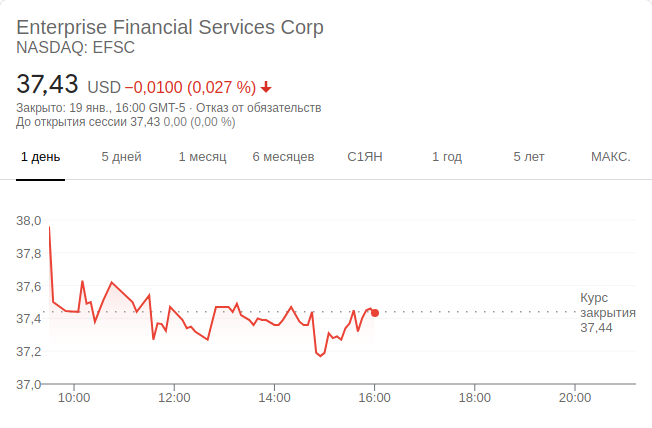 Enterprise Financial Services Corp
NASDAQ: EFSC
37,43 USD −0,0100 (0,027 %)
Закрыто: 19 янв., 16:00 GMT-5 · Отказ от обязательств
До открытия сессии 37,43 0,00 (0,00 %)
1 день 5 дней 1 месяц 6 месяцев С1ЯН 1 год 5 лет МАКС.
38,0
37,8
37,6
37,4
37,2
37,0
Курс
закрытия
37,44
10:00 12:00 14:00 16:00 18:00 20:00